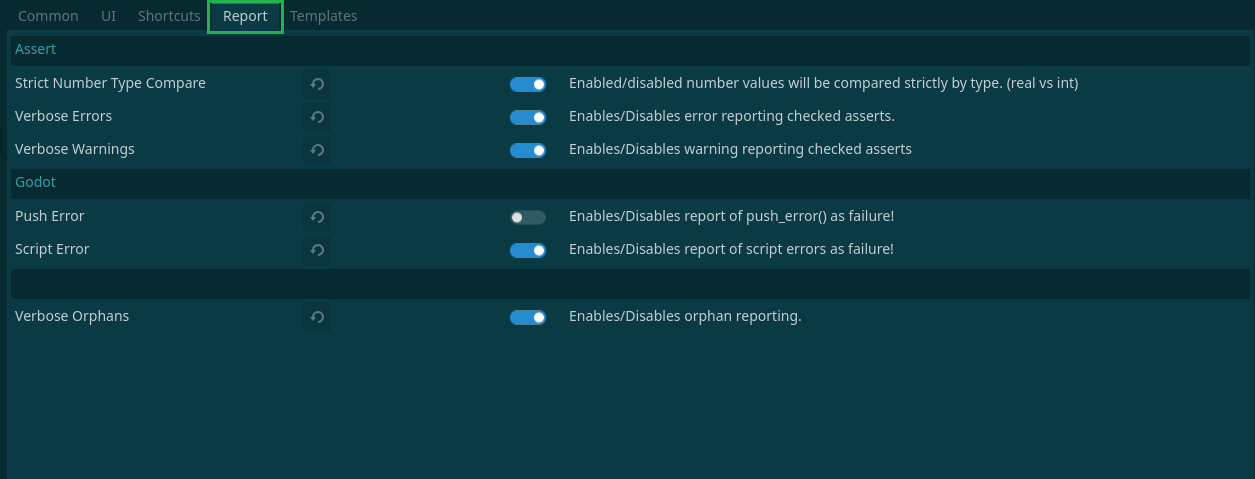 Common UI Shortcuts Report Templates
Assert
Strict Number Type Compare Enabled/disabled number values will be compared strictly by type. (real vs int)
Verbose Errors Enables/Disables error reporting checked asserts.
Verbose Warnings Enables/Disables warning reporting checked asserts
Godot
Push Error Enables/Disables report of push_error() as failure!
Script Error Enables/Disables report of script errors as failure!
Verbose Orphans Enables/Disables orphan reporting.